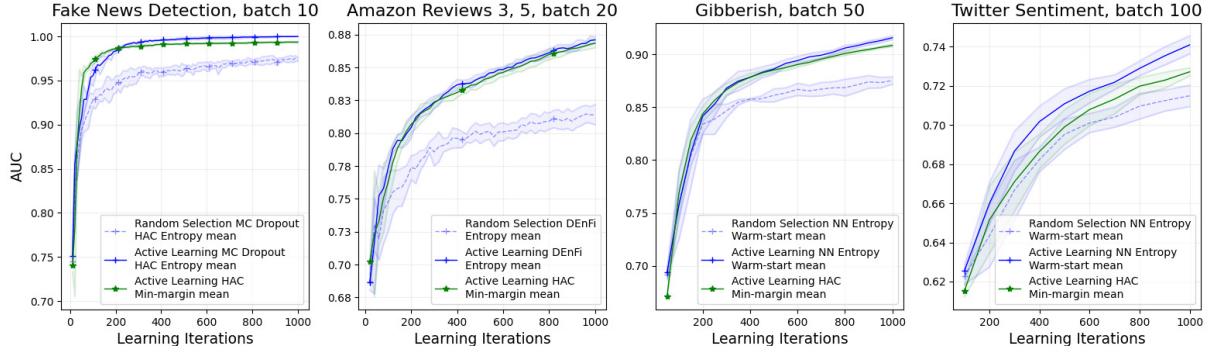 Fake News Detection, batch 10
AUC
1.00
0.95
0.90
0.85
0.80
0.75
0.70
Random Selection MC Dropout
HAC Entropy mean
Active Learning MC Dropout
HAC Entropy mean
Active Learning HAC
Min-margin mean
0 200 400 600 800 1000
Learning Iterations
Amazon Reviews 3, 5, batch 20
0.88
0.85
0.83
0.80
0.78
0.75
0.73
0.70
0.68
Random Selection DEnFi
Entropy mean
Active Learning DEnFi
Entropy mean
Active Learning HAC
Min-margin mean
0 200 400 600 800 1000
Learning Iterations
Gibberish, batch 50
0.90
0.85
0.80
0.75
0.70
Random Selection NN Entropy
Warm-start mean
Active Learning NN Entropy
Warm-start mean
Active Learning HAC
Min-margin mean
200 400 600 800 1000
Learning Iterations
Twitter Sentiment, batch 100
0.74
0.72
0.70
0.68
0.66
0.64
0.62
Random Selection NN Entropy
Warm-start mean
Active Learning NN Entropy
Warm-start mean
Active Learning HAC
Min-margin mean
200 400 600 800 1000
Learning Iterations